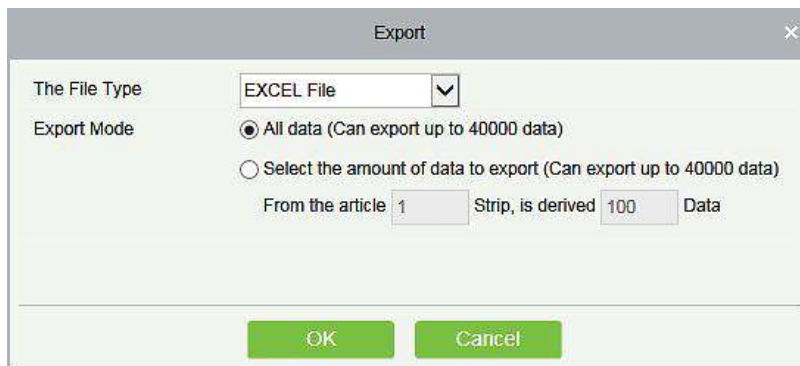 Export
The File Type EXCEL File
Export Mode All data (Can export up to 40000 data)
Select the amount of data to export (Can export up to 40000 data)
From the article 1 Strip, is derived 100 Data
OK Cancel